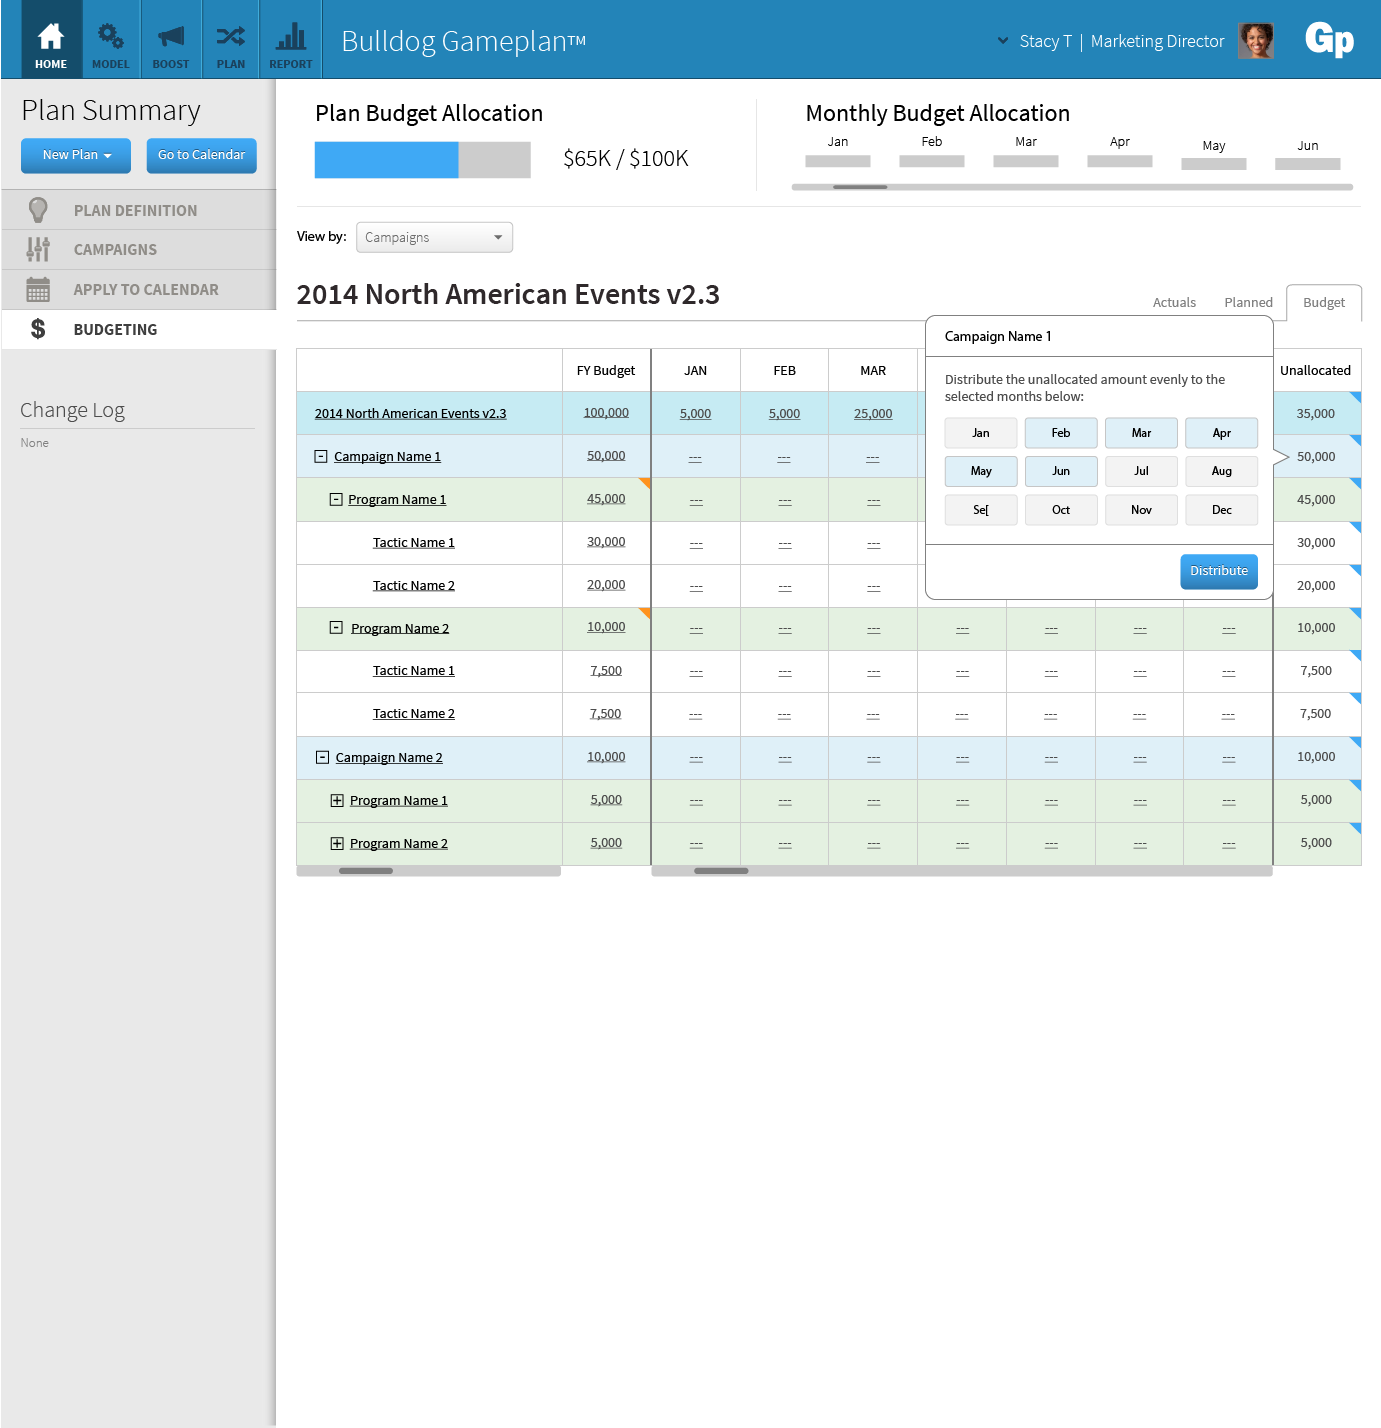 HOME MODEL BOOST PLAN REPORT Bulldog Gameplan™ Stacy T | Marketing Director Gp
Plan Summary
New Plan Go to Calendar
PLAN DEFINITION
CAMPAIGNS
APPLY TO CALENDAR
$ BUDGETING
Change Log
None
Plan Budget Allocation
$65K / $100K
Monthly Budget Allocation
Jan Feb Mar Apr May Jun
View by: Campaigns
2014 North American Events v2.3
Actuals Planned Budget
FY Budget JAN FEB MAR Unallocated
2014 North American Events v2.3 100,000 5,000 5,000 25,000 35,000
Campaign Name 1 50,000 --- --- --- 50,000
Program Name 1 45,000 --- --- --- 45,000
Tactic Name 1 30,000 --- --- --- 30,000
Tactic Name 2 20,000 --- --- --- 20,000
Program Name 2 10,000 --- --- --- --- --- --- --- 10,000
Tactic Name 1 7,500 --- --- --- --- --- --- --- 7,500
Tactic Name 2 7,500 --- --- --- --- --- --- --- 7,500
Campaign Name 2 10,000 --- --- --- --- --- --- --- 10,000
Program Name 1 5,000 --- --- --- --- --- --- --- 5,000
Program Name 2 5,000 --- --- --- --- --- --- --- 5,000
Campaign Name 1
Distribute the unallocated amount evenly to the
selected months below:
Jan Feb Mar Apr
May Jun Jul Aug
Se[ Oct Nov Dec
Distribute